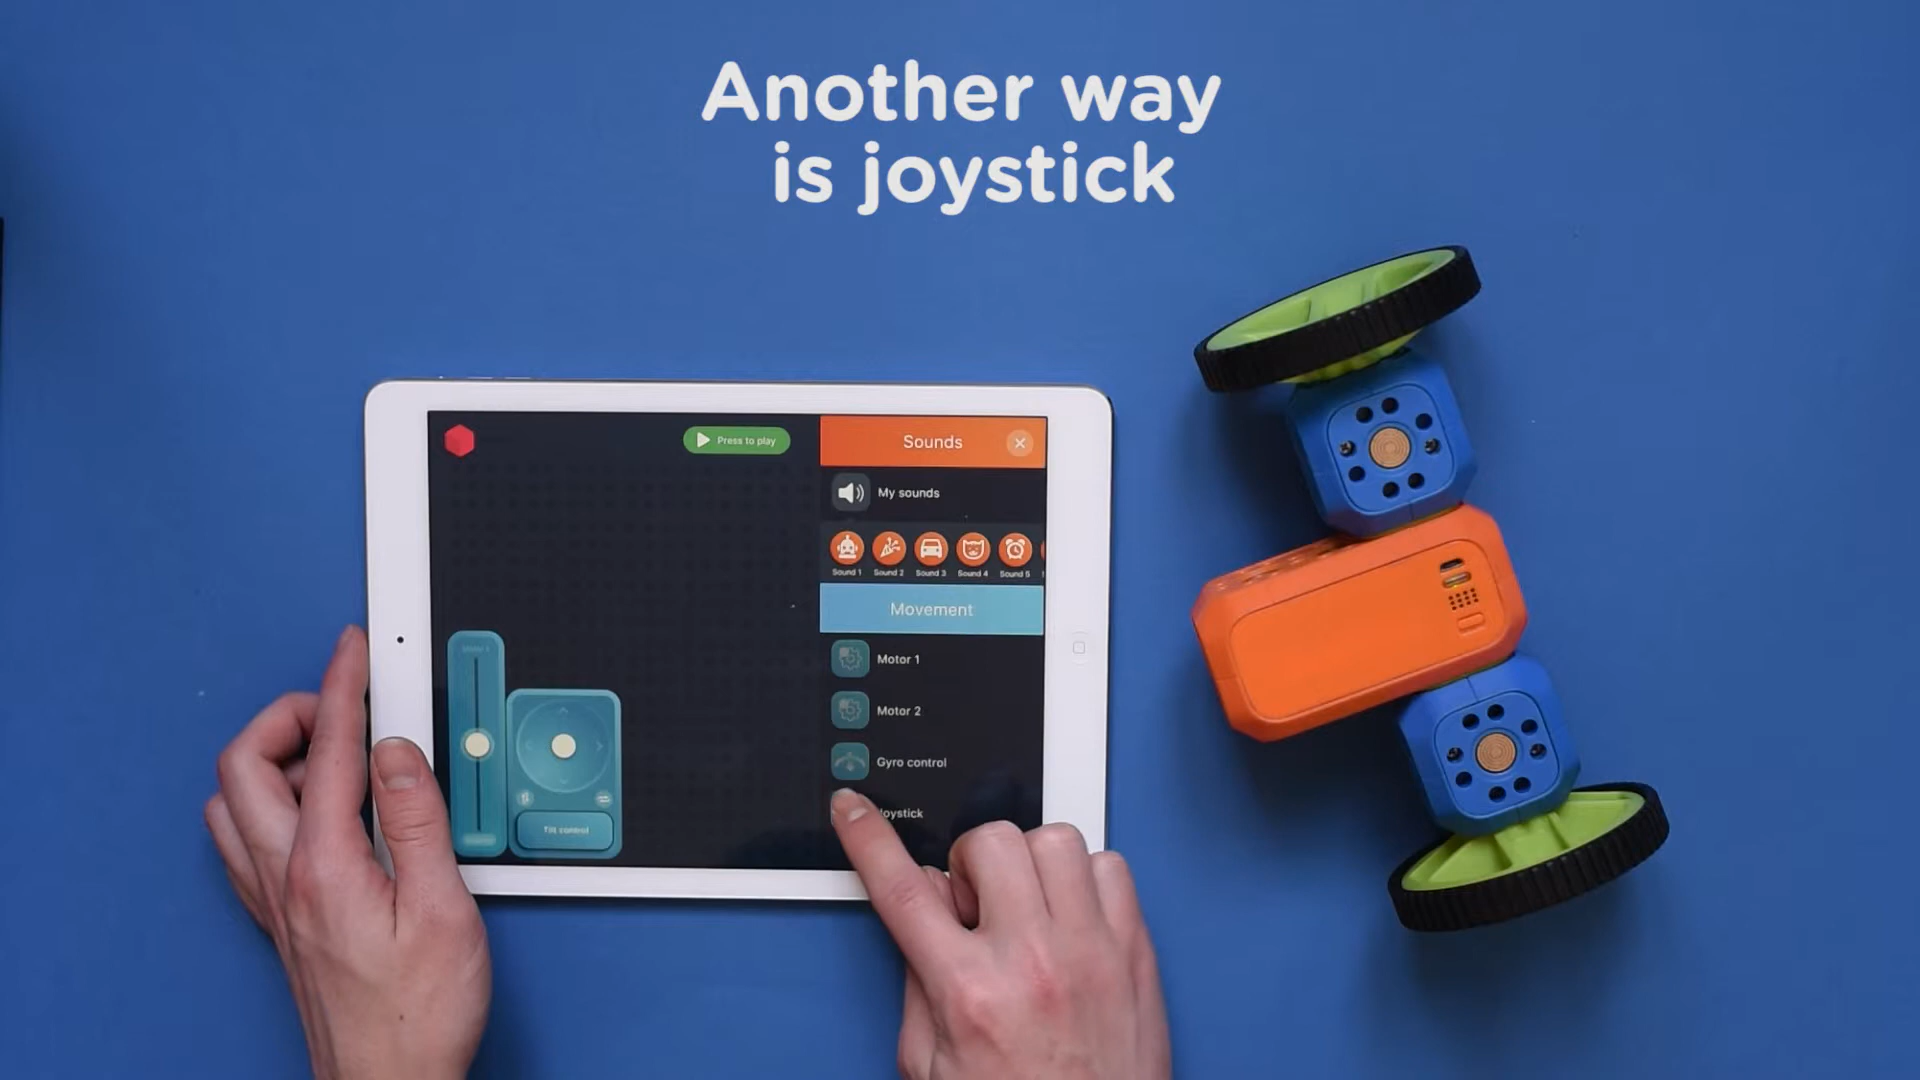 Another way
is joystick
Press to play
Sounds
My sounds
Sound 1
Sound 2
Sound 3
Sound 4
Sound 5
Movement
Motor 1
Motor 2
Gyro control
Joystick
Tilt control